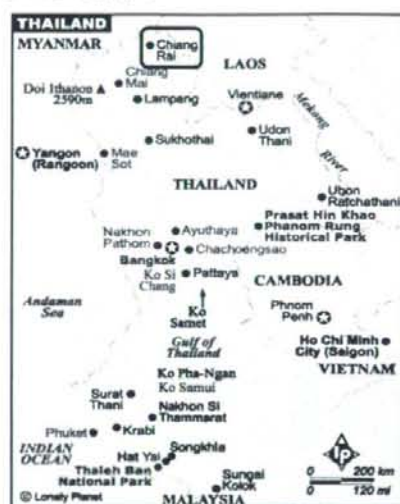 THAILAND
MYANMAR
Chiang
Rai
LAOS
Chiang
Mai
Doi Ithanon
2590m
Lampang
Vientiane
Mekong
River
Udon
Thani
Sukhothai
Yangon
(Rangoon)
Mae
Sot
THAILAND
Ubon
Ratchathani
Prasat Hin Khao
Phanom Rung
Historical Park
Nakhon
Pathom
Ayuthaya
Chachoengsao
Bangkok
Ko Si
Chang
Pattaya
CAMBODIA
Andaman
Sea
Ko
Samet
Phnom
Penh
Gulf of
Thailand
Ho Chi Minh
City (Saigon)
VIETNAM
Ko Pha-Ngan
Ko Samui
Surat
Thani
Nakhon Si
Thammarat
Phuket
Krabi
INDIAN
OCEAN
Songkhla
Hat Yai
Thaleh Ban
National Park
Sungai
Kolok
lp
0 200 km
0 120 mi
© Lonely Planet
MALAYSIA